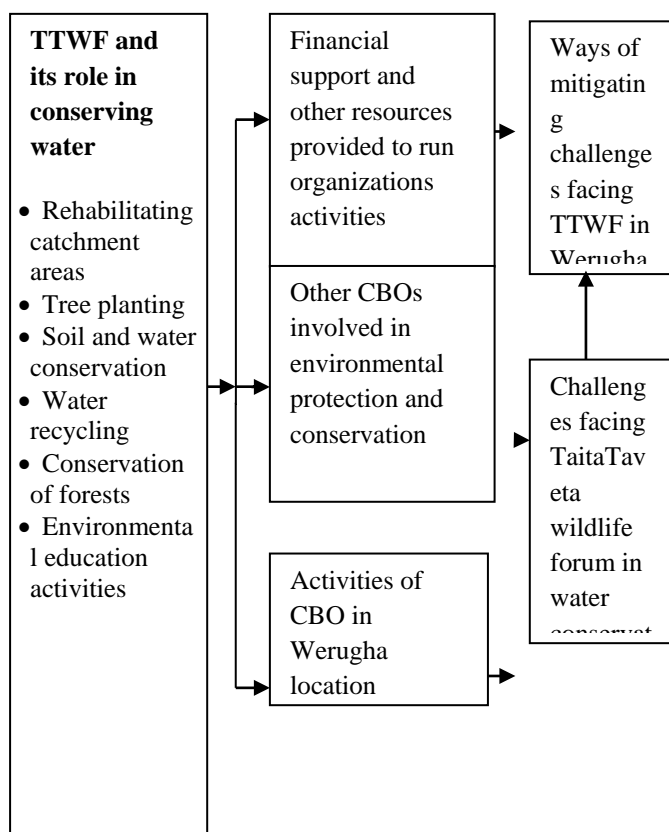 TTWF and
its role in
conserving
water
• Rehabilitating
catchment
areas
• Tree planting
• Soil and water
conservation
• Water
recycling
• Conservation
of forests
• Environmenta
l education
activities
Financial
support and
other resources
provided to run
organizations
activities
Other CBOs
involved in
environmental
protection and
conservation
Activities of
CBO in
Werugha
location
Ways of
mitigatin
g
challenge
s facing
TTWF in
Werugha
Challeng
es facing
TaitaTav
eta
wildlife
forum in
water
conservat